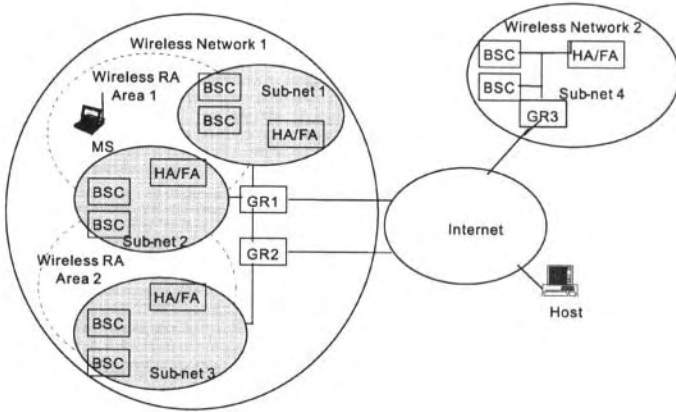 Wireless Network 1
Wireless RA
Area 1
MS
BSC
BSC
Sub-net 1
HA/FA
HA/FA
BSC
BSC
Sub-net 2
GR1
GR2
Wireless RA
Area 2
HA/FA
BSC
BSC
Sub-net 3
Wireless Network 2
BSC
HA/FA
BSC
Sub-net 4
GR3
Internet
Host